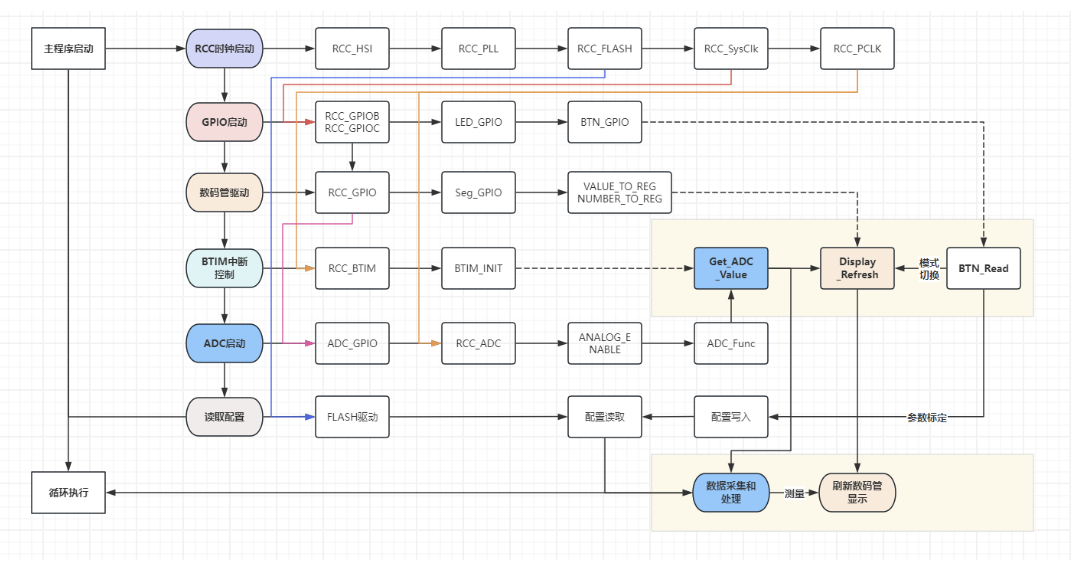 主程序启动
RCC时钟启动
RCC_HSI
RCC_PLL
RCC_FLASH
RCC_SysClk
RCC_PCLK
GPIO启动
RCC_GPIOB
RCC_GPIOC
LED_GPIO
BTN_GPIO
数码管驱动
RCC_GPIO
Seg_GPIO
VALUE_TO_REG
NUMBER_TO_REG
BTIM中断
控制
RCC_BTIM
BTIM_INIT
Get_ADC
_Value
Display
_Refresh
模式
切换
BTN_Read
ADC启动
ADC_GPIO
RCC_ADC
ANALOG_E
NABLE
ADC_Func
读取配置
FLASH驱动
配置读取
配置写入
参数标定
循环执行
数据采集和
处理
测量
刷新数码管
显示